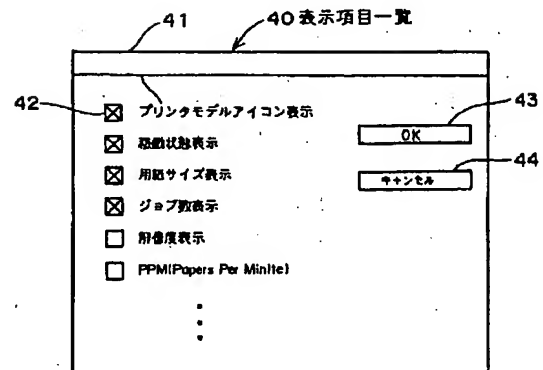 41
40 表示項目一覧
42
プリンタモデルアイコン表示
稼動状態表示
用紙サイズ表示
ジョブ数表示
解像度表示
PPM(Papers Per Minite)
43
OK
44
キャンセル